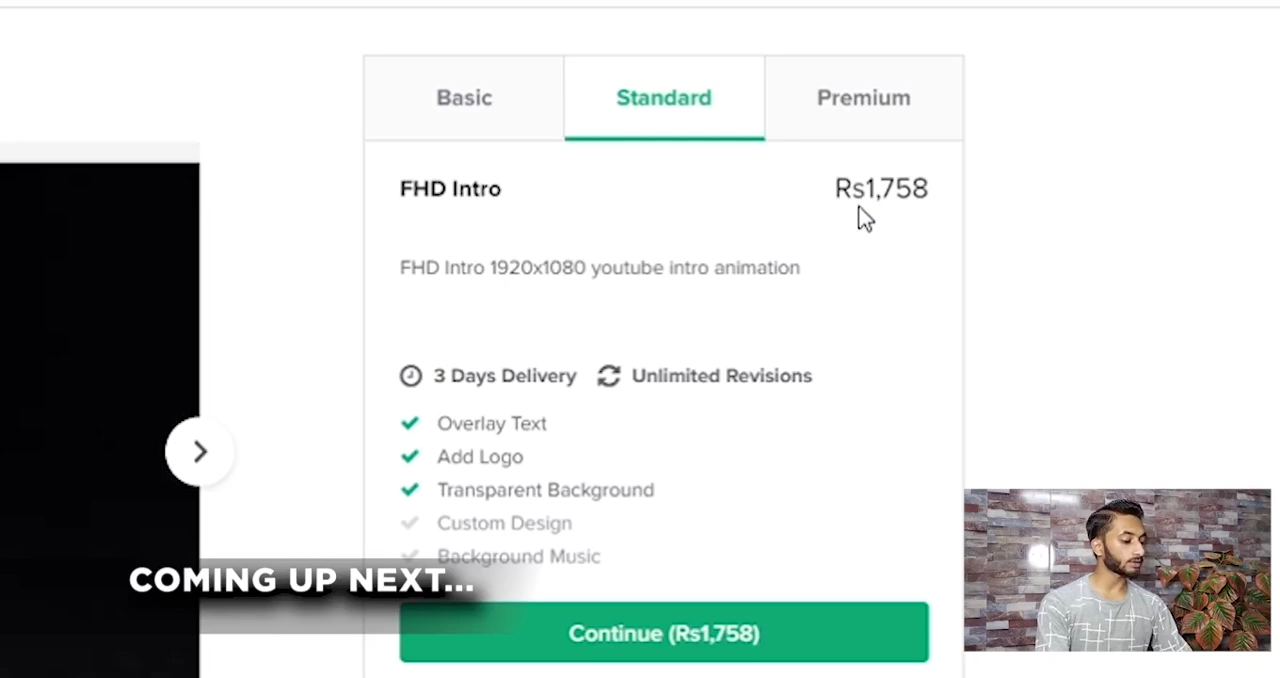 Basic
Standard
Premium
FHD Intro
Rs1,758
FHD Intro 1920x1080 youtube intro animation
3 Days Delivery
Unlimited Revisions
Overlay Text
Add Logo
Transparent Background
Custom Design
Background Music
COMING UP NEXT...
Continue (Rs1,758)